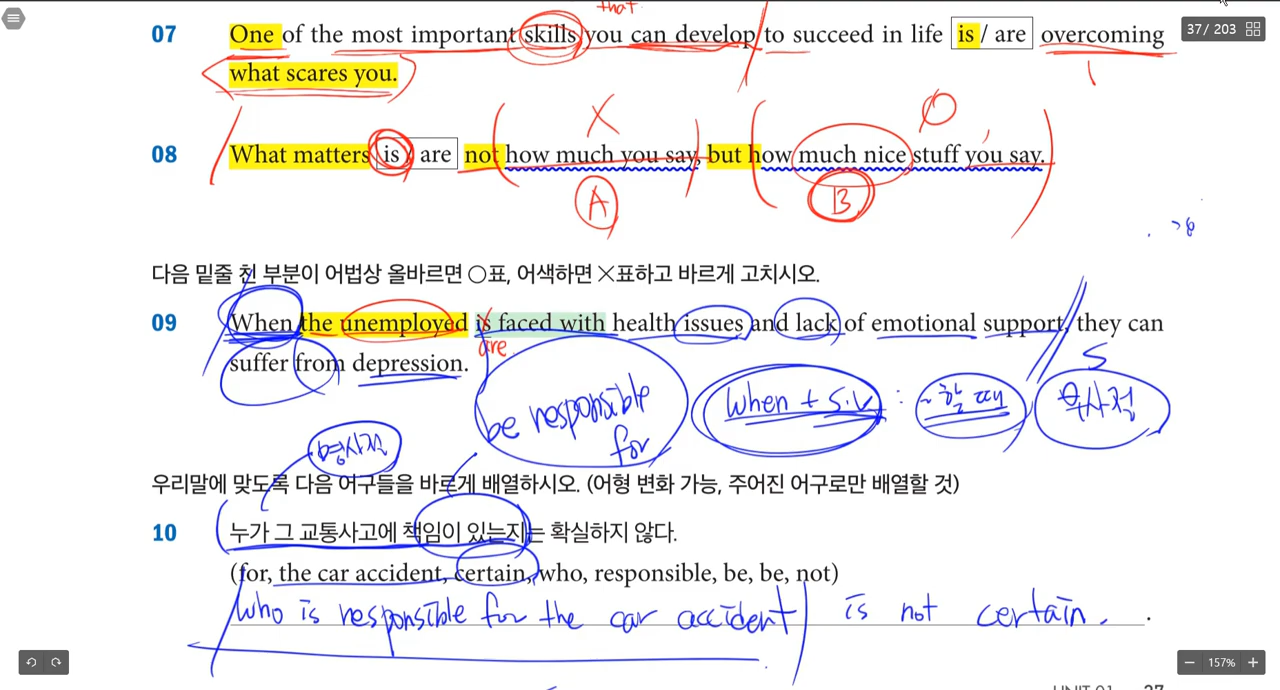 that
07 One of the most important skills you can develop to succeed in life is / are overcoming
37 / 203
what scares you.
X O
08 What matters is / are not how much you say, but how much nice stuff you say.
A B
다음 밑줄 친 부분이 어법상 올바르면 ○표, 어색하면 ×표하고 바르게 고치시오.
09 When the unemployed is faced with health issues and lack of emotional support, they can
are S
suffer from depression.
be responsible for
when + S.V : ~할 때, 부사절
명사절
우리말에 맞도록 다음 어구들을 바르게 배열하시오. (어형 변화 가능, 주어진 어구로만 배열할 것)
10 누가 그 교통사고에 책임이 있는지는 확실하지 않다.
(for, the car accident, certain, who, responsible, be, be, not)
who is responsible for the car accident is not certain.
157%
UNIT 01 37